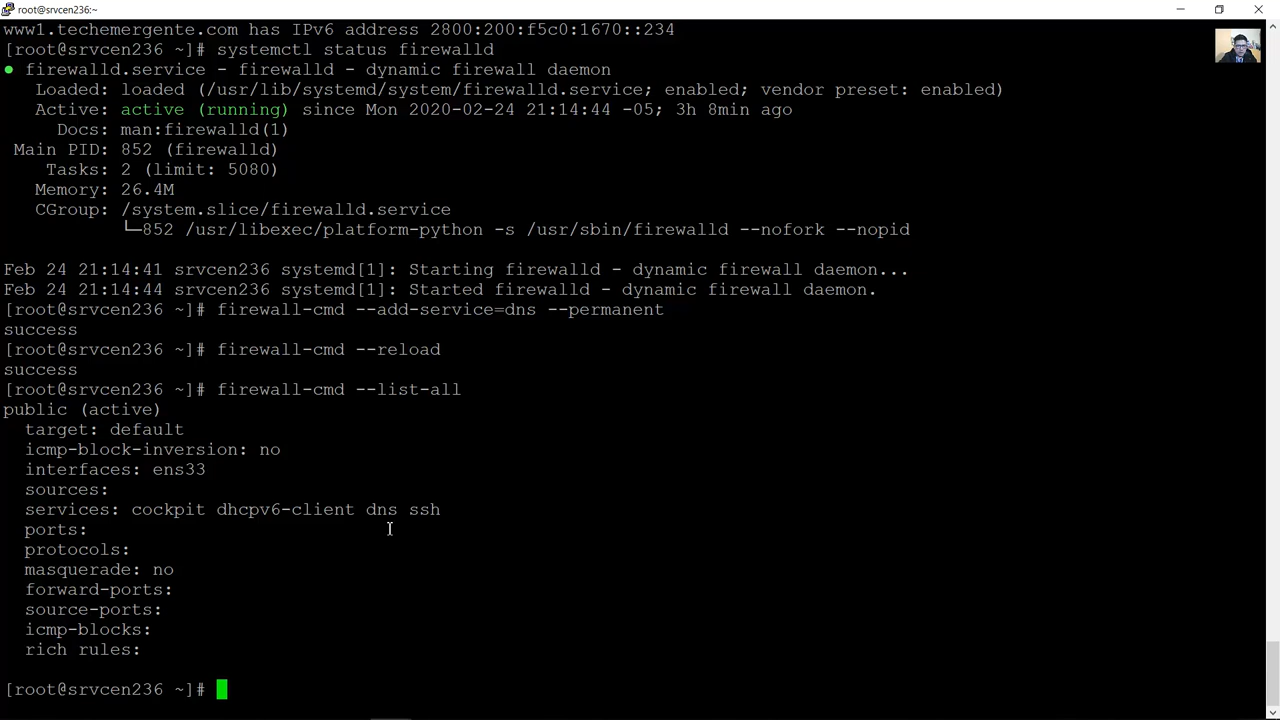 root@srvcen236:~
www1.techemergente.com has IPv6 address 2800:200:f5c0:1670::234
[root@srvcen236 ~]# systemctl status firewalld
● firewalld.service - firewalld - dynamic firewall daemon
   Loaded: loaded (/usr/lib/systemd/system/firewalld.service; enabled; vendor preset: enabled)
   Active: active (running) since Mon 2020-02-24 21:14:44 -05; 3h 8min ago
     Docs: man:firewalld(1)
 Main PID: 852 (firewalld)
    Tasks: 2 (limit: 5080)
   Memory: 26.4M
   CGroup: /system.slice/firewalld.service
           └─852 /usr/libexec/platform-python -s /usr/sbin/firewalld --nofork --nopid
Feb 24 21:14:41 srvcen236 systemd[1]: Starting firewalld - dynamic firewall daemon...
Feb 24 21:14:44 srvcen236 systemd[1]: Started firewalld - dynamic firewall daemon.
[root@srvcen236 ~]# firewall-cmd --add-service=dns --permanent
success
[root@srvcen236 ~]# firewall-cmd --reload
success
[root@srvcen236 ~]# firewall-cmd --list-all
public (active)
  target: default
  icmp-block-inversion: no
  interfaces: ens33
  sources:
  services: cockpit dhcpv6-client dns ssh
  ports:
  protocols:
  masquerade: no
  forward-ports:
  source-ports:
  icmp-blocks:
  rich rules:
[root@srvcen236 ~]#